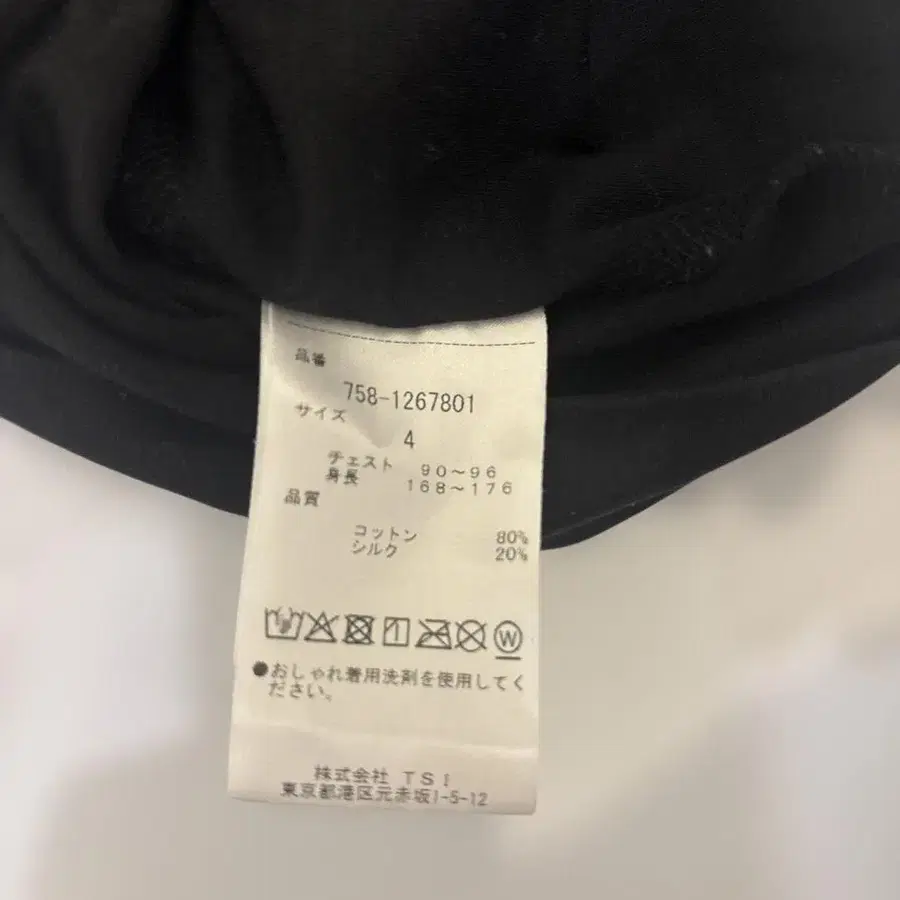 品番
758-1267801
サイズ
4
チェスト 90～96
身長 168～176
品質
コットン 80%
シルク 20%
W
●おしゃれ着用洗剤を使用してく
ださい。
株式会社 TSI
東京都港区元赤坂1-5-12